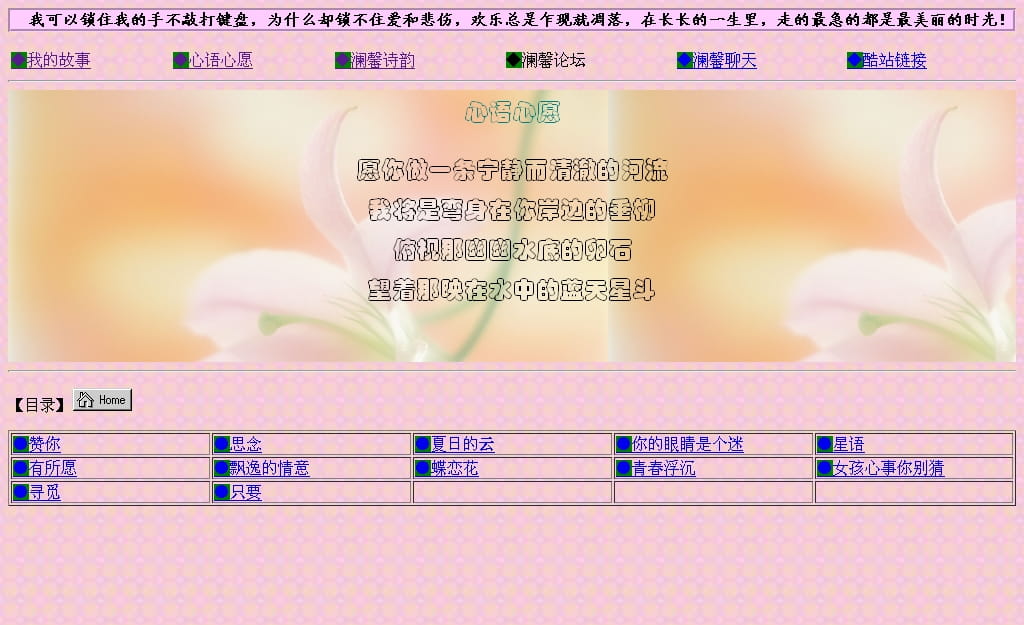 我可以锁住我的手不敲打键盘，为什么却锁不住爱和悲伤，欢乐总是乍现就凋落，在长长的一生里，走的最急的都是最美丽的时光！
◆我的故事 ◆心语心愿 ◆澜馨诗韵 ◆澜馨论坛 ◆澜馨聊天 ◆酷站链接
心语心愿
愿你做一条宁静而清澈的河流
我将是弯身在你岸边的垂柳
俯视那幽幽水底的卵石
望着那映在水中的蓝天星斗
【目录】 Home
●赞你 ●思念 ●夏日的云 ●你的眼睛是个迷 ●星语
●有所愿 ●飘逸的情意 ●蝶恋花 ●青春浮沉 ●女孩心事你别猜
●寻觅 ●只要